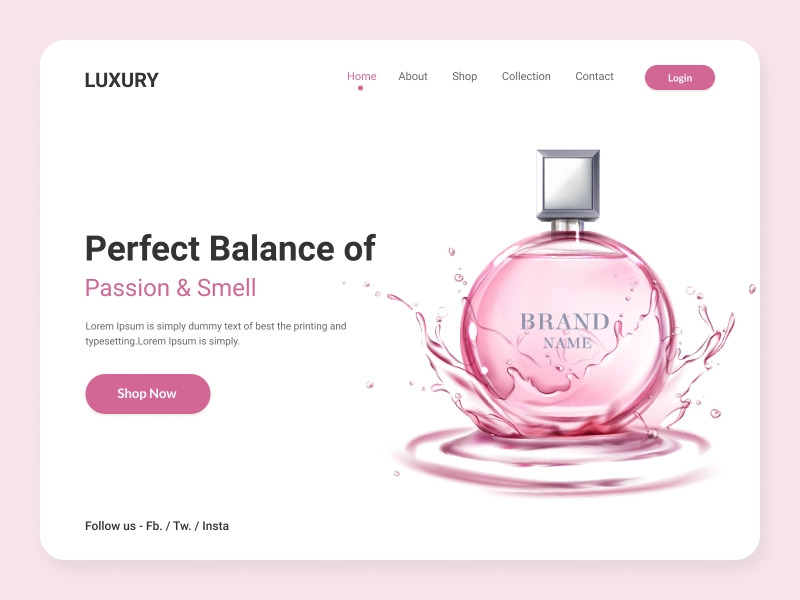 LUXURY
Home About Shop Collection Contact Login
Perfect Balance of
Passion & Smell
Lorem Ipsum is simply dummy text of best the printing and
typesetting.Lorem Ipsum is simply.
Shop Now
BRAND
NAME
Follow us - Fb. / Tw. / Insta